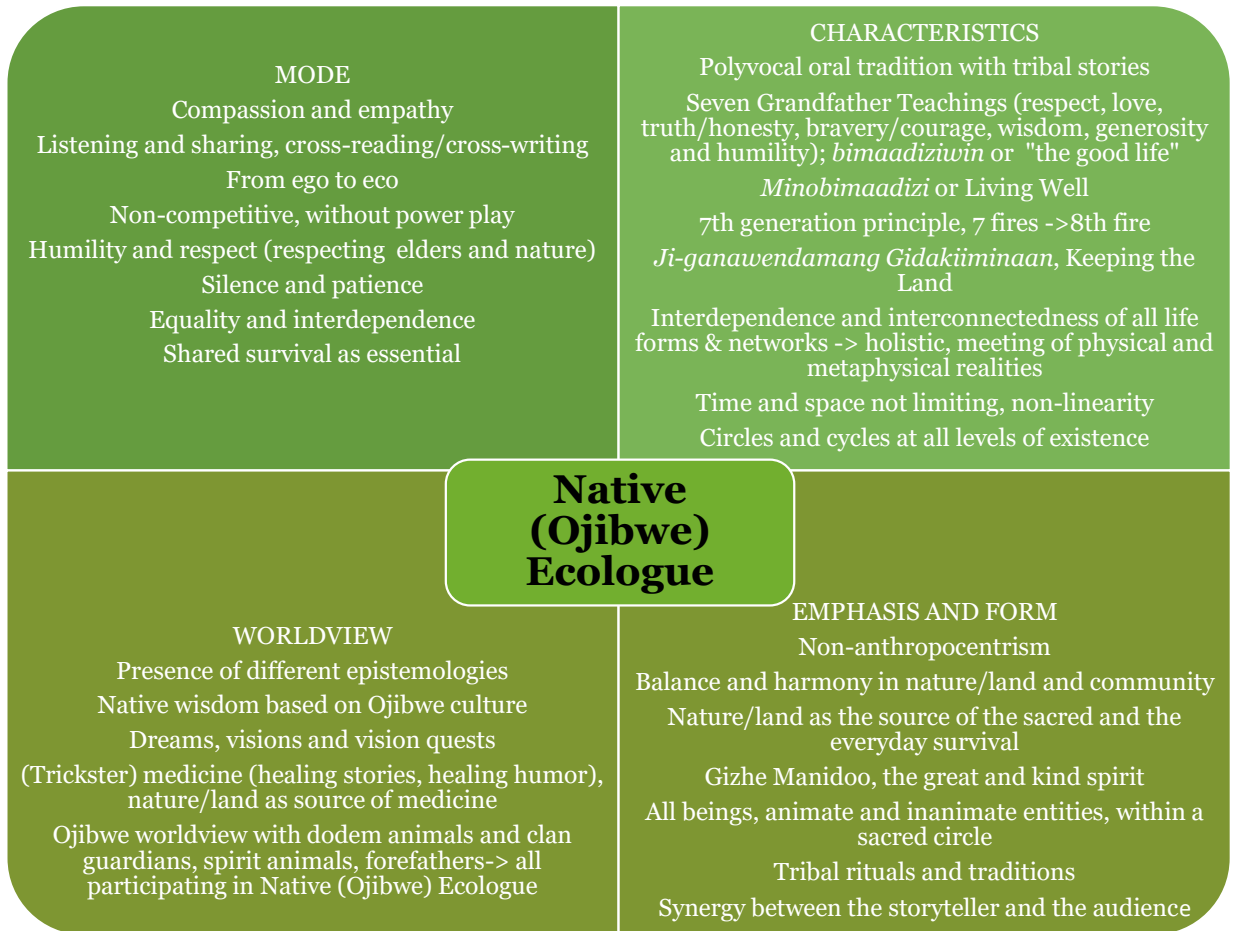 MODE
Compassion and empathy
Listening and sharing, cross-reading/cross-writing
From ego to eco
Non-competitive, without power play
Humility and respect (respecting  elders and nature)
Silence and patience
Equality and interdependence
Shared survival as essential
CHARACTERISTICS
Polyvocal oral tradition with tribal stories
Seven Grandfather Teachings (respect, love,
truth/honesty, bravery/courage, wisdom, generosity
and humility); bimaadiziwin or  "the good life"
Minobimaadizi or Living Well
7th generation principle, 7 fires ->8th fire
Ji-ganawendamang Gidakiiminaan, Keeping the
Land
Interdependence and interconnectedness of all life
forms & networks -> holistic, meeting of physical and
metaphysical realities
Time and space not limiting, non-linearity
Circles and cycles at all levels of existence
Native
(Ojibwe)
Ecologue
WORLDVIEW
Presence of different epistemologies
Native wisdom based on Ojibwe culture
Dreams, visions and vision quests
(Trickster) medicine (healing stories, healing humor),
nature/land as source of medicine
Ojibwe worldview with dodem animals and clan
guardians, spirit animals, forefathers-> all
participating in Native (Ojibwe) Ecologue
EMPHASIS AND FORM
Non-anthropocentrism
Balance and harmony in nature/land and community
Nature/land as the source of the sacred and the
everyday survival
Gizhe Manidoo, the great and kind spirit
All beings, animate and inanimate entities, within a
sacred circle
Tribal rituals and traditions
Synergy between the storyteller and the audience